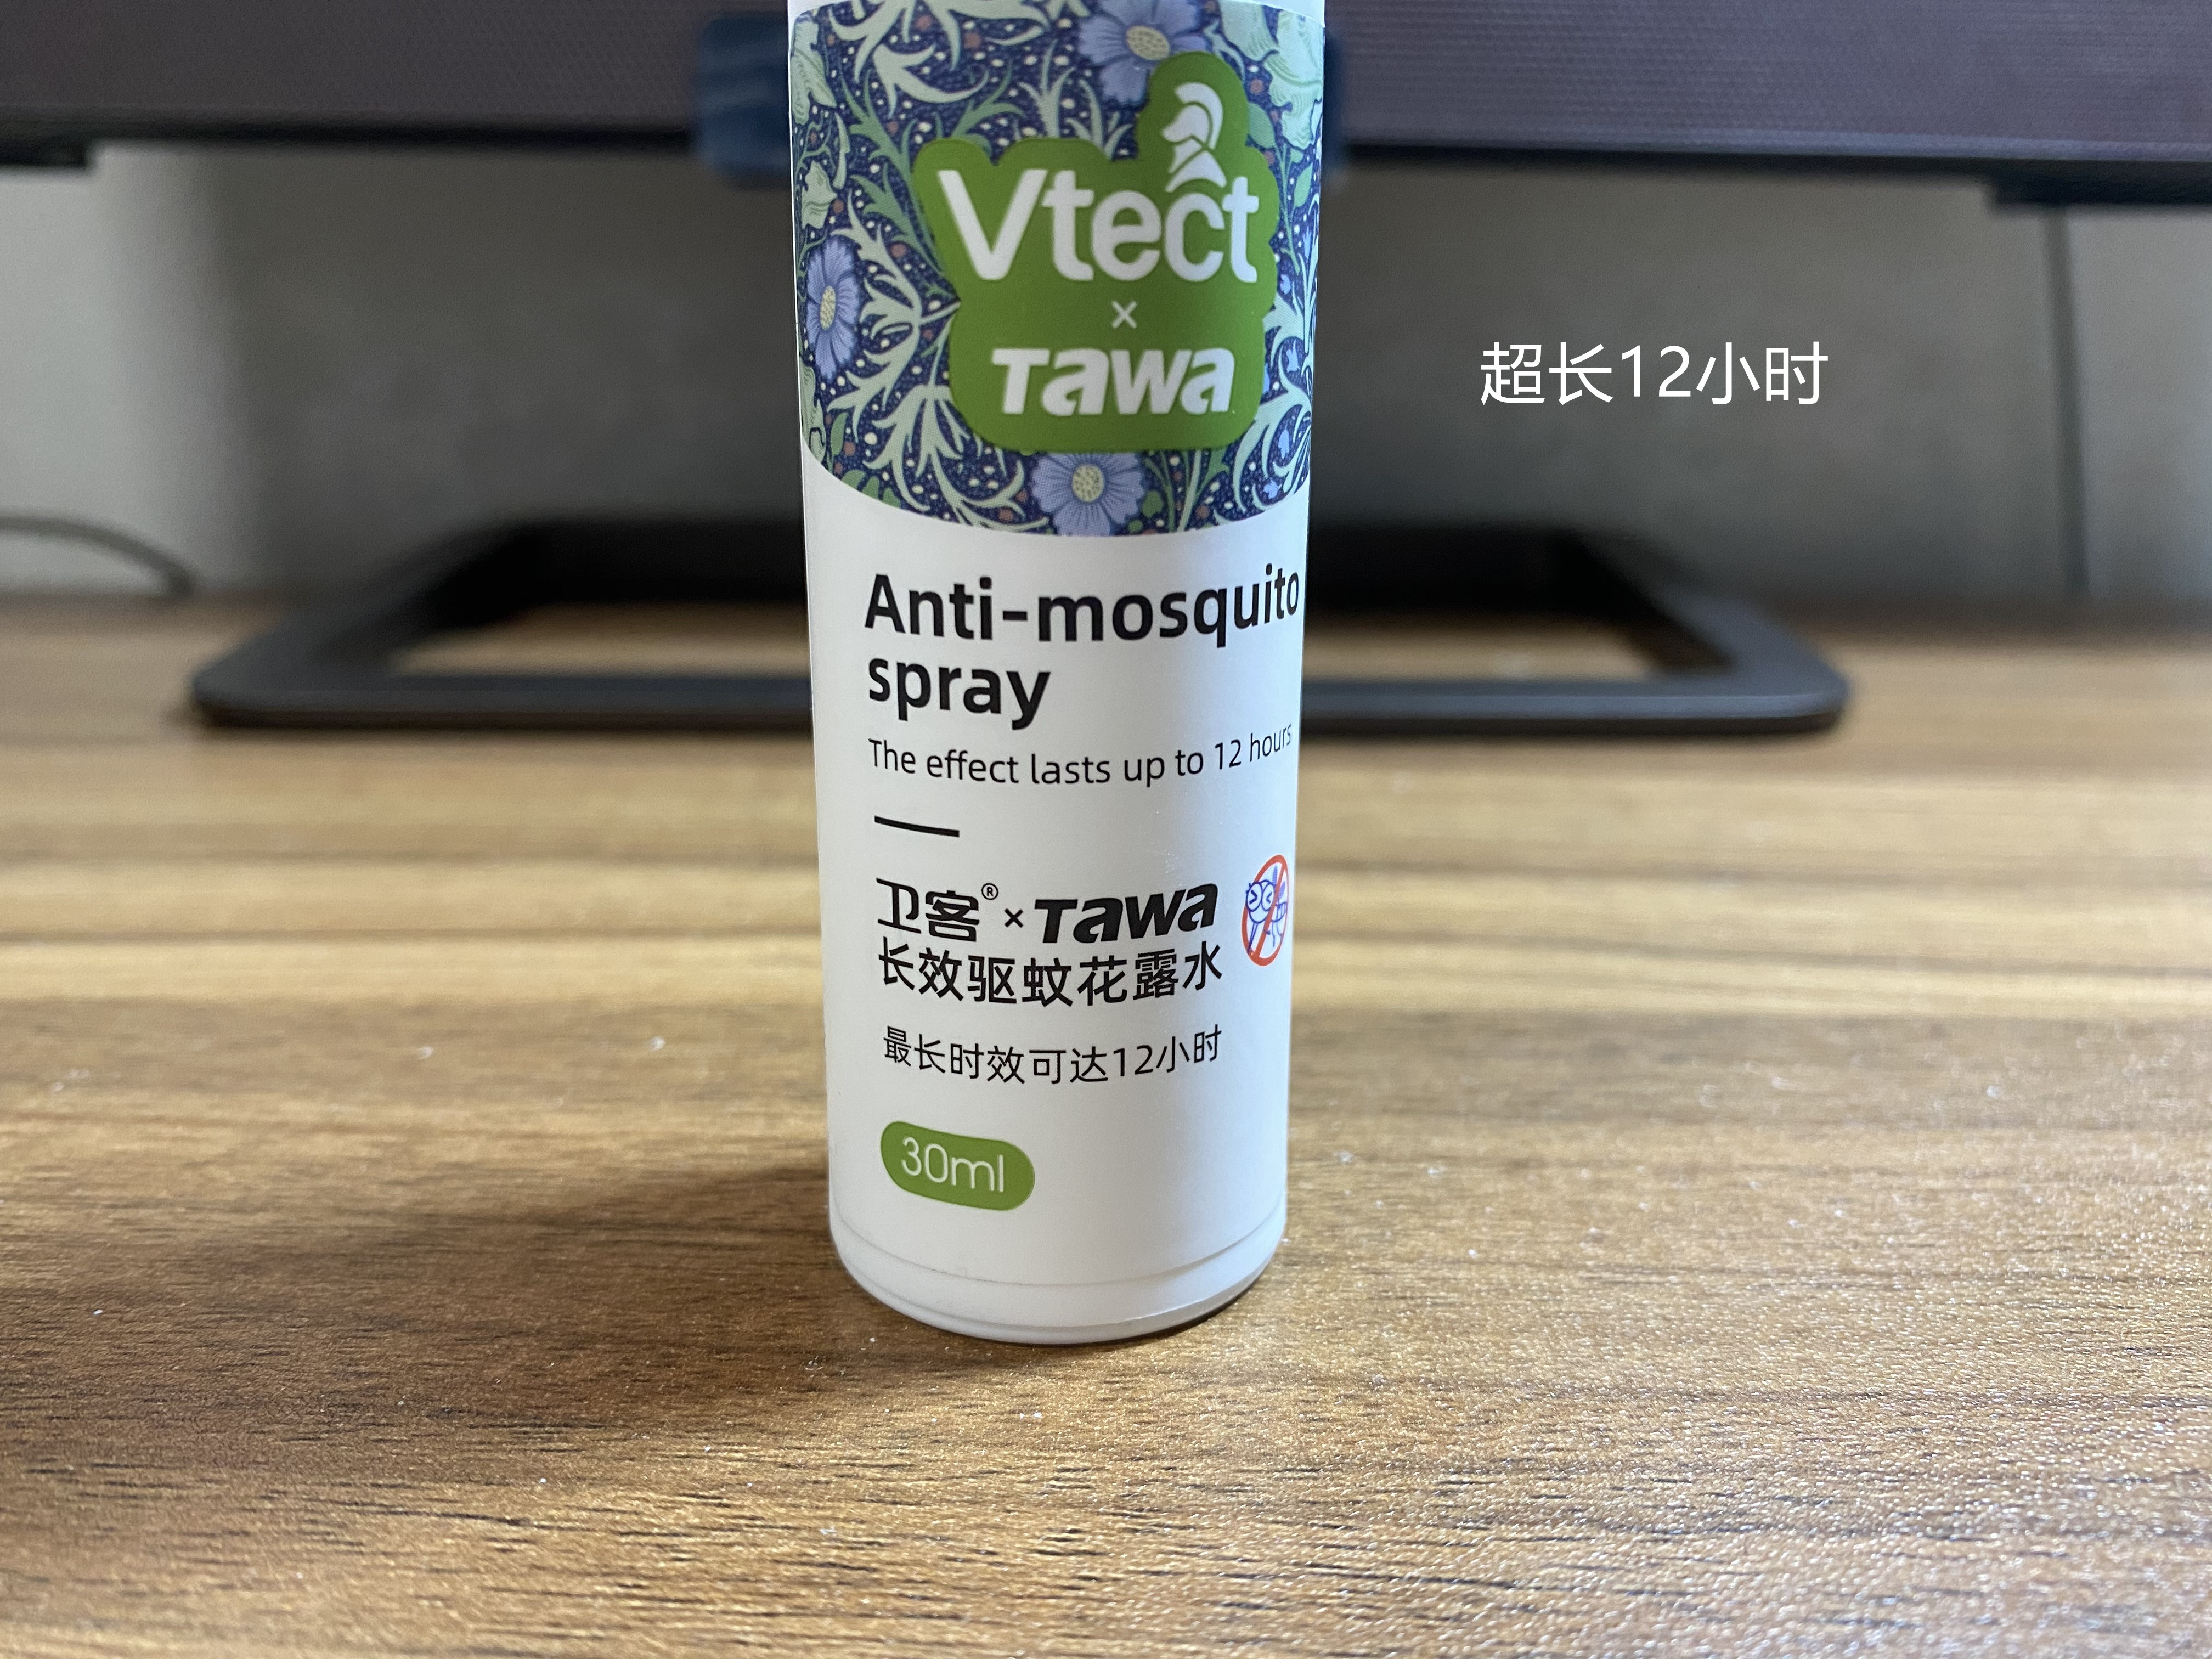 Vtect
×
TAWA
超长12小时
Anti-mosquito
spray
The effect lasts up to 12 hours
卫客®×TAWA
长效驱蚊花露水
最长时效可达12小时
30ml